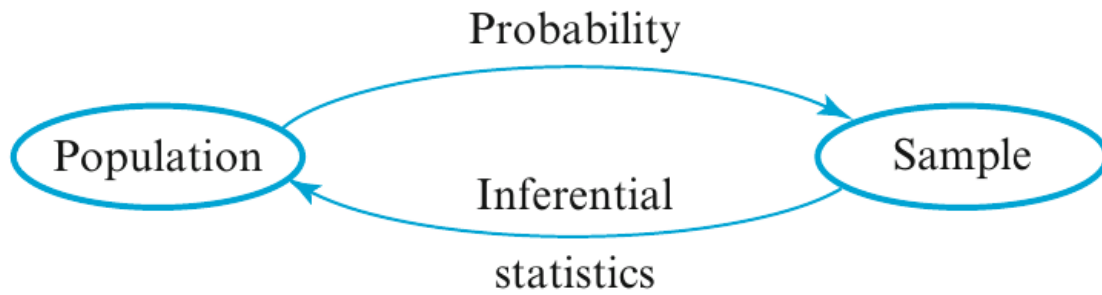 Probability
Population
Sample
Inferential
statistics